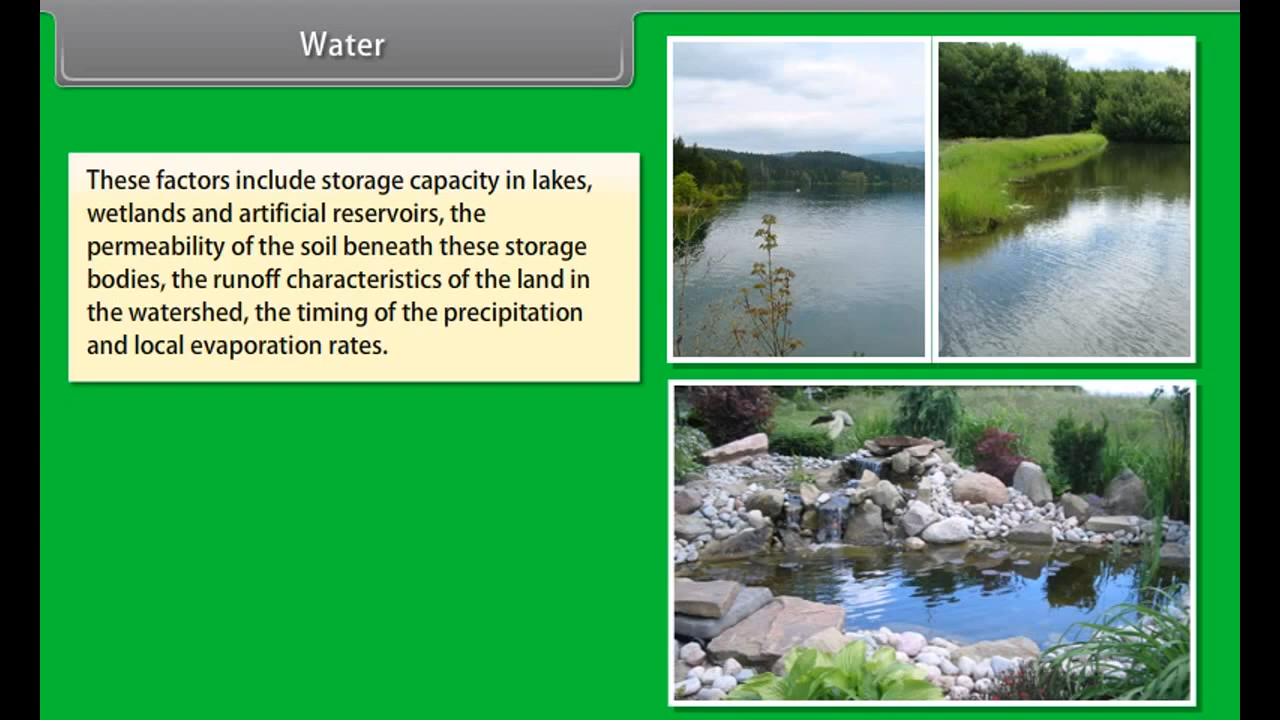 Water
These factors include storage capacity in lakes,
wetlands and artificial reservoirs, the
permeability of the soil beneath these storage
bodies, the runoff characteristics of the land in
the watershed, the timing of the precipitation
and local evaporation rates.